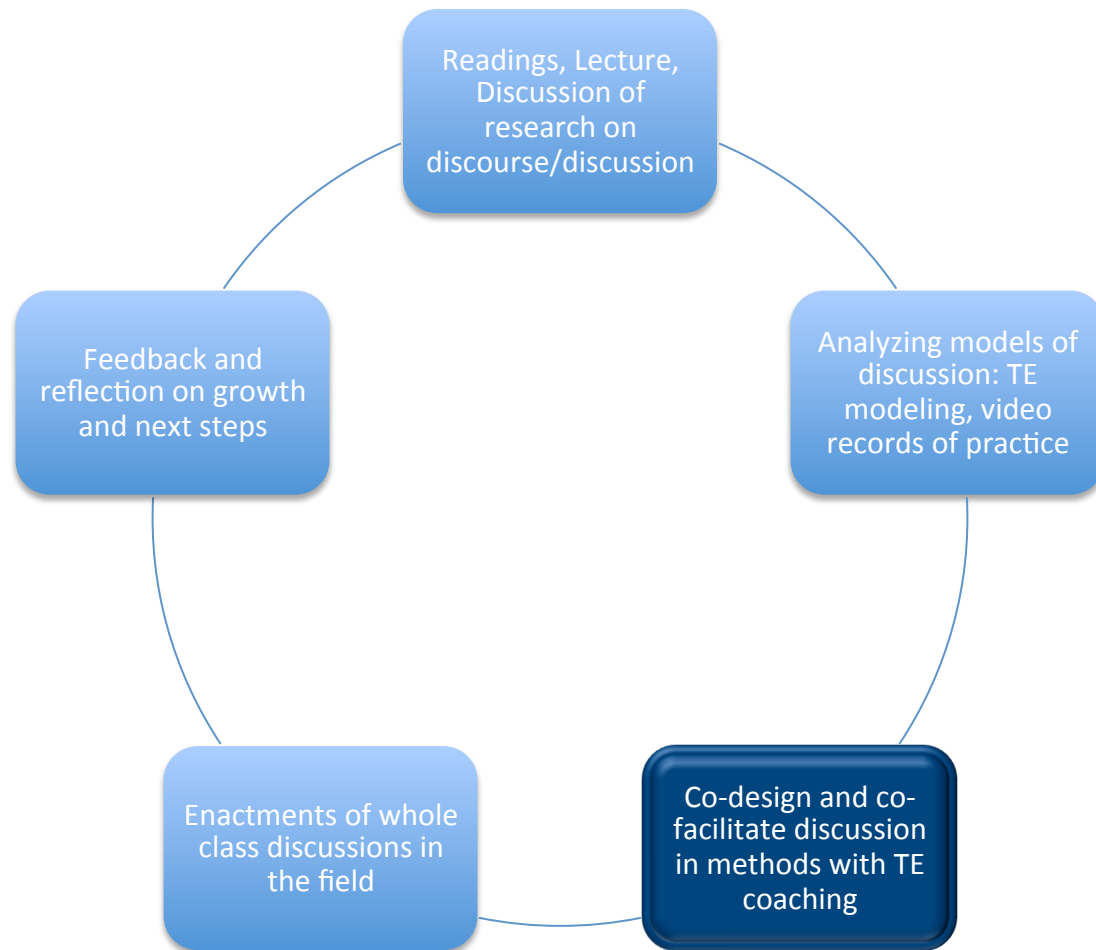 Readings, Lecture,
Discussion of
research on
discourse/discussion
Analyzing models of
discussion: TE
modeling, video
records of practice
Co-design and co-
facilitate discussion
in methods with TE
coaching
Enactments of whole
class discussions in
the field
Feedback and
reflection on growth
and next steps